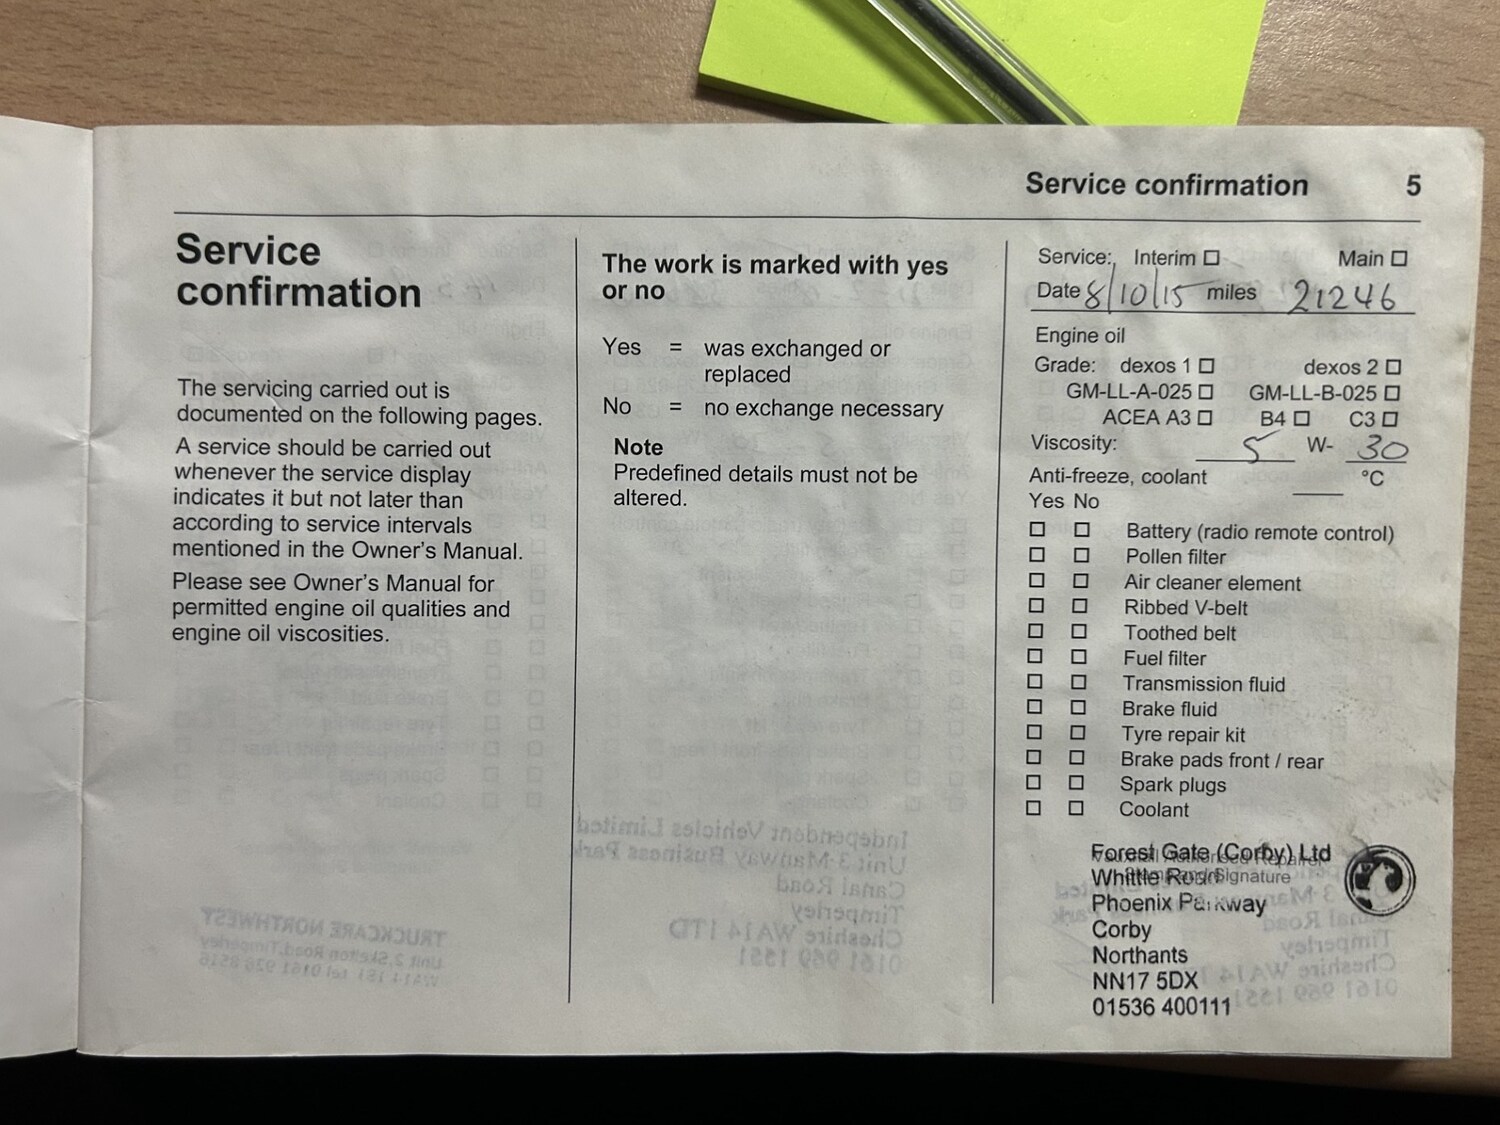 Service confirmation 5
Service
confirmation
The servicing carried out is
documented on the following pages.
A service should be carried out
whenever the service display
indicates it but not later than
according to service intervals
mentioned in the Owner's Manual.
Please see Owner's Manual for
permitted engine oil qualities and
engine oil viscosities.
The work is marked with yes
or no
Yes = was exchanged or
replaced
No = no exchange necessary
Note
Predefined details must not be
altered.
Service: Interim □ Main □
Date 8/10/15 miles 21246
Engine oil
Grade: dexos 1 □ dexos 2 □
GM-LL-A-025 □ GM-LL-B-025 □
ACEA A3 □ B4 □ C3 □
Viscosity: 5 W- 30
Anti-freeze, coolant ____ °C
Yes No
□ □ Battery (radio remote control)
□ □ Pollen filter
□ □ Air cleaner element
□ □ Ribbed V-belt
□ □ Toothed belt
□ □ Fuel filter
□ □ Transmission fluid
□ □ Brake fluid
□ □ Tyre repair kit
□ □ Brake pads front / rear
□ □ Spark plugs
□ □ Coolant
Vauxhall Authorised Repairer
Stamp and Signature
Forest Gate (Corby) Ltd
Whittle Road
Phoenix Parkway
Corby
Northants
NN17 5DX
01536 400111